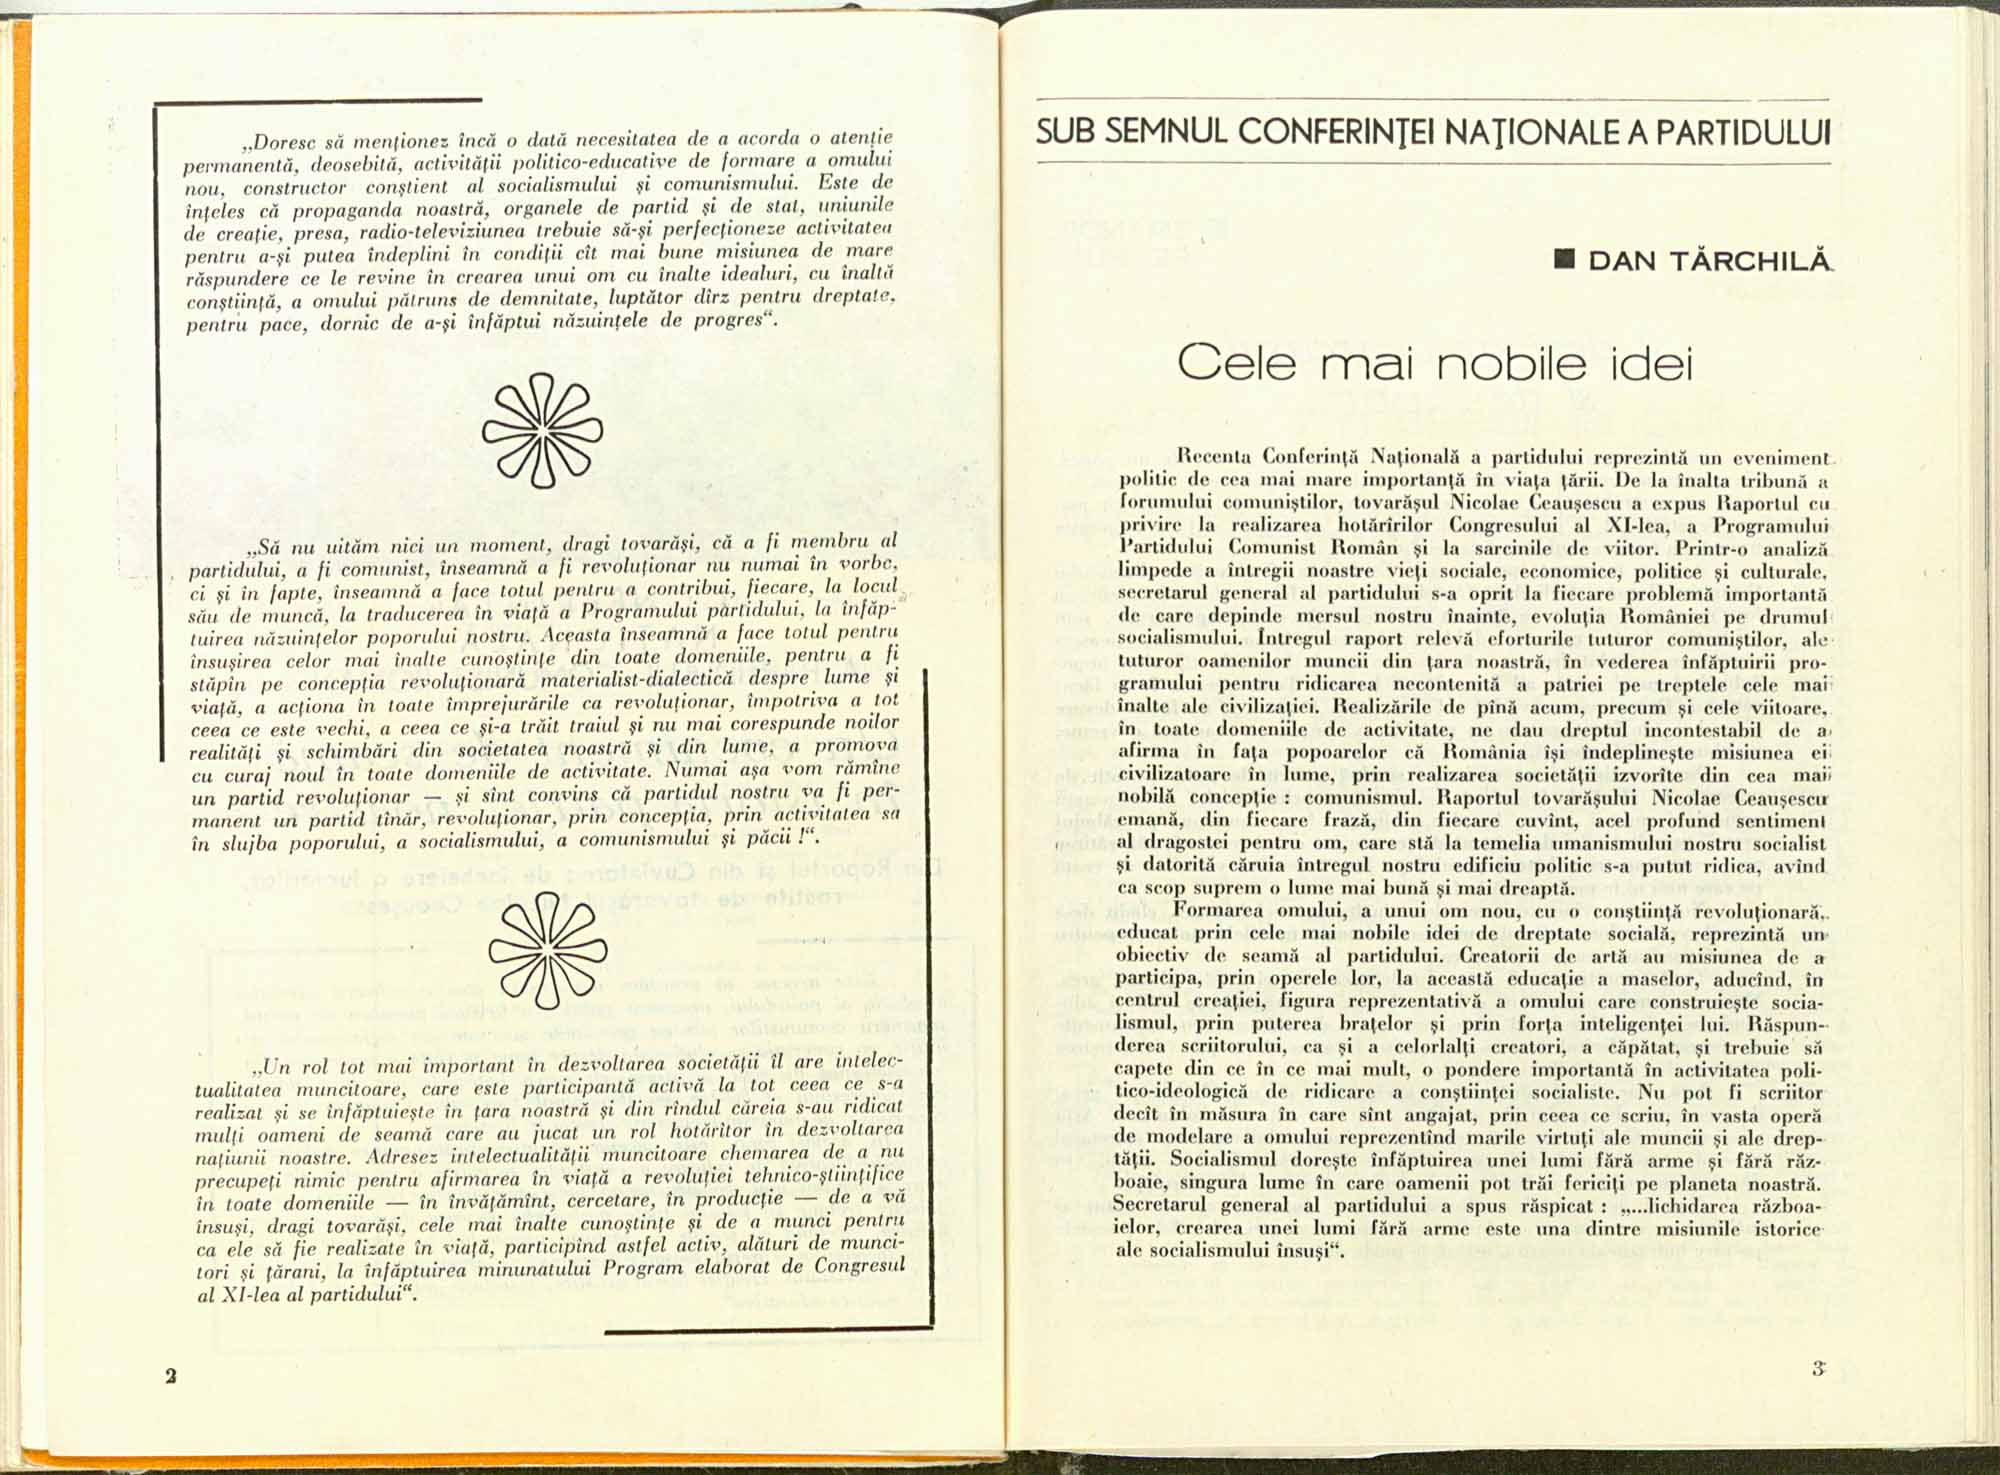 „Doresc să menționez încă o dată necesitatea de a acorda o atenție
permanentă, deosebită, activității politico-educative de formare a omului
nou, constructor conștient al socialismului și comunismului. Este de
înțeles că propaganda noastră, organele de partid și de stat, uniunile
de creație, presa, radio-televiziunea trebuie să-și perfecționeze activitatea
pentru a-și putea îndeplini în condiții cît mai bune misiunea de mare
răspundere ce le revine în crearea unui om cu înalte idealuri, cu înaltă
conștiință, a omului pătruns de demnitate, luptător dîrz pentru dreptate,
pentru pace, dornic de a-și înfăptui năzuințele de progres“.
„Să nu uităm nici un moment, dragi tovarăși, că a fi membru al
partidului, a fi comunist, înseamnă a fi revoluționar nu numai în vorbe,
ci și în fapte, înseamnă a face totul pentru a contribui, fiecare, la locul
său de muncă, la traducerea în viață a Programului partidului, la înfăp-
tuirea năzuințelor poporului nostru. Aceasta înseamnă a face totul pentru
însușirea celor mai înalte cunoștințe din toate domeniile, pentru a fi
stăpîn pe concepția revoluționară materialist-dialectică despre lume și
viață, a acționa în toate împrejurările ca revoluționar, împotriva a tot
ceea ce este vechi, a ceea ce și-a trăit traiul și nu mai corespunde noilor
realități și schimbări din societatea noastră și din lume, a promova
cu curaj noul în toate domeniile de activitate. Numai așa vom rămîne
un partid revoluționar — și sînt convins că partidul nostru va fi per-
manent un partid tînăr, revoluționar, prin concepția, prin activitatea sa
în slujba poporului, a socialismului, a comunismului și păcii !“.
„Un rol tot mai important în dezvoltarea societății îl are intelec-
tualitatea muncitoare, care este participantă activă la tot ceea ce s-a
realizat și se înfăptuiește în țara noastră și din rîndul căreia s-au ridicat
mulți oameni de seamă care au jucat un rol hotărîtor în dezvoltarea
națiunii noastre. Adresez intelectualității muncitoare chemarea de a nu
precupeți nimic pentru afirmarea în viață a revoluției tehnico-științifice
în toate domeniile — în învățămînt, cercetare, în producție — de a vă
însuși, dragi tovarăși, cele mai înalte cunoștințe și de a munci pentru
ca ele să fie realizate în viață, participînd astfel activ, alături de munci-
tori și țărani, la înfăptuirea minunatului Program elaborat de Congresul
al XI-lea al partidului“.
2
SUB SEMNUL CONFERINȚEI NAȚIONALE A PARTIDULUI
■ DAN TĂRCHILĂ
Cele mai nobile idei
Recenta Conferință Națională a partidului reprezintă un eveniment
politic de cea mai mare importanță în viața țării. De la înalta tribună a
forumului comuniștilor, tovarășul Nicolae Ceaușescu a expus Raportul cu
privire la realizarea hotărîrilor Congresului al XI-lea, a Programului
Partidului Comunist Român și la sarcinile de viitor. Printr-o analiză
limpede a întregii noastre vieți sociale, economice, politice și culturale,
secretarul general al partidului s-a oprit la fiecare problemă importantă
de care depinde mersul nostru înainte, evoluția României pe drumul
socialismului. Întregul raport relevă eforturile tuturor comuniștilor, ale
tuturor oamenilor muncii din țara noastră, în vederea înfăptuirii pro-
gramului pentru ridicarea necontenită a patriei pe treptele cele mai
înalte ale civilizației. Realizările de pînă acum, precum și cele viitoare,
în toate domeniile de activitate, ne dau dreptul incontestabil de a
afirma în fața popoarelor că România își îndeplinește misiunea ei
civilizatoare în lume, prin realizarea societății izvorîte din cea mai
nobilă concepție : comunismul. Raportul tovarășului Nicolae Ceaușescu
emană, din fiecare frază, din fiecare cuvînt, acel profund sentiment
al dragostei pentru om, care stă la temelia umanismului nostru socialist
și datorită căruia întregul nostru edificiu politic s-a putut ridica, avînd
ca scop suprem o lume mai bună și mai dreaptă.
Formarea omului, a unui om nou, cu o conștiință revoluționară,
educat prin cele mai nobile idei de dreptate socială, reprezintă un
obiectiv de seamă al partidului. Creatorii de artă au misiunea de a
participa, prin operele lor, la această educație a maselor, aducînd, în
centrul creației, figura reprezentativă a omului care construiește socia-
lismul, prin puterea brațelor și prin forța inteligenței lui. Răspun-
derea scriitorului, ca și a celorlalți creatori, a căpătat, și trebuie să
capete din ce în ce mai mult, o pondere importantă în activitatea poli-
tico-ideologică de ridicare a conștiinței socialiste. Nu pot fi scriitor
decît în măsura în care sînt angajat, prin ceea ce scriu, în vasta operă
de modelare a omului reprezentînd marile virtuți ale muncii și ale drep-
tății. Socialismul dorește înfăptuirea unei lumi fără arme și fără răz-
boaie, singura lume în care oamenii pot trăi fericiți pe planeta noastră.
Secretarul general al partidului a spus răspicat : „...lichidarea războa-
ielor, crearea unei lumi fără arme este una dintre misiunile istorice
ale socialismului însuși“.
3